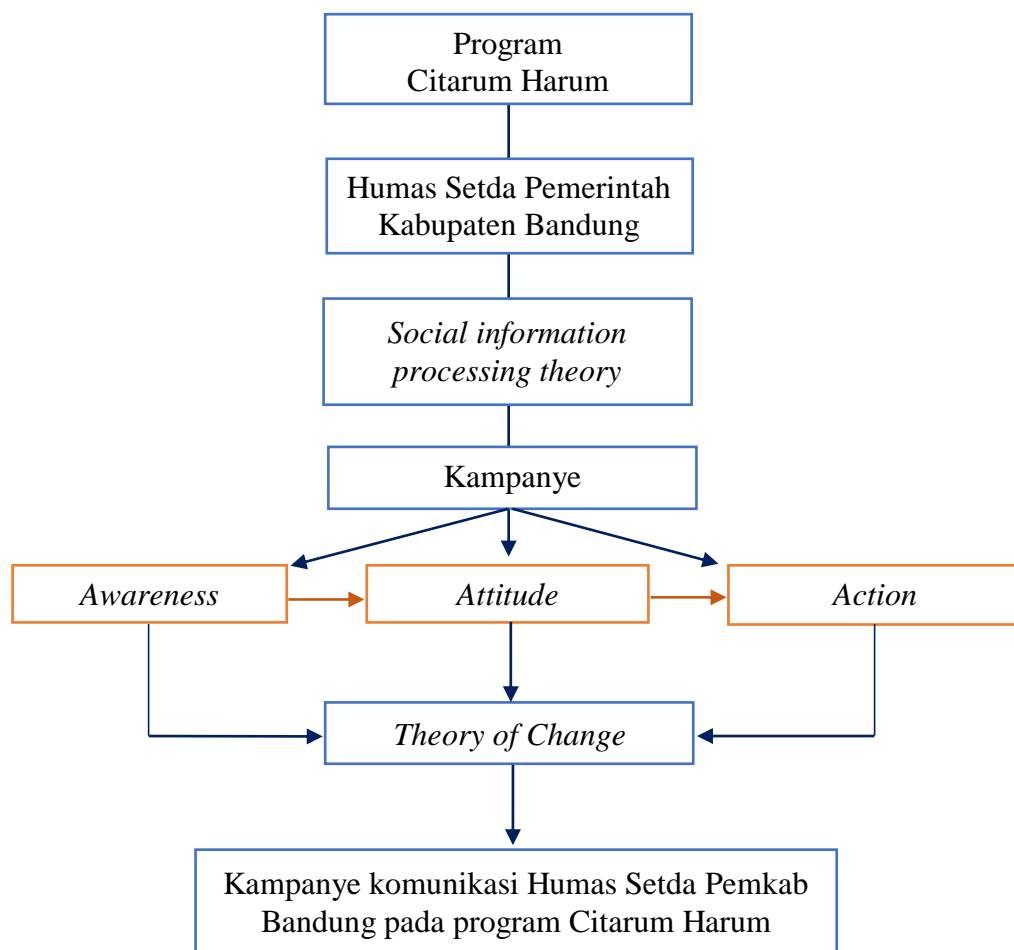 Program
Citarum Harum
Humas Setda Pemerintah
Kabupaten Bandung
Social information
processing theory
Kampanye
Awareness
Attitude
Action
Theory of Change
Kampanye komunikasi Humas Setda Pemkab
Bandung pada program Citarum Harum